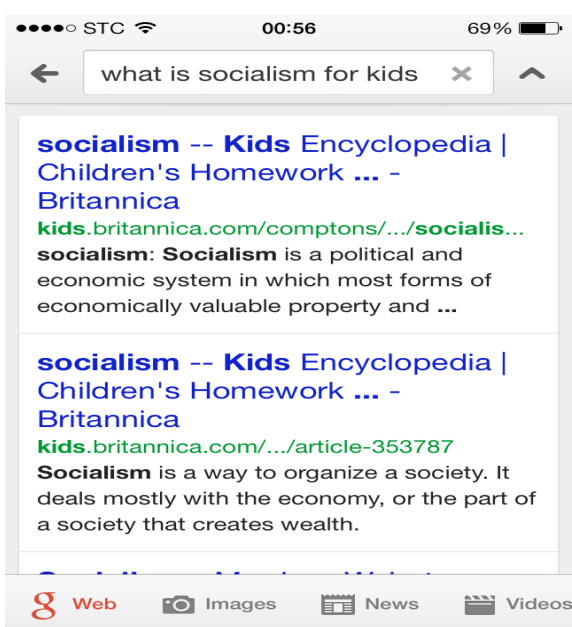 STC 00:56 69%
what is socialism for kids
socialism -- Kids Encyclopedia |
Children's Homework ... -
Britannica
kids.britannica.com/comptons/.../socialis...
socialism: Socialism is a political and
economic system in which most forms of
economically valuable property and ...
socialism -- Kids Encyclopedia |
Children's Homework ... -
Britannica
kids.britannica.com/.../article-353787
Socialism is a way to organize a society. It
deals mostly with the economy, or the part of
a society that creates wealth.
g Web Images News Videos